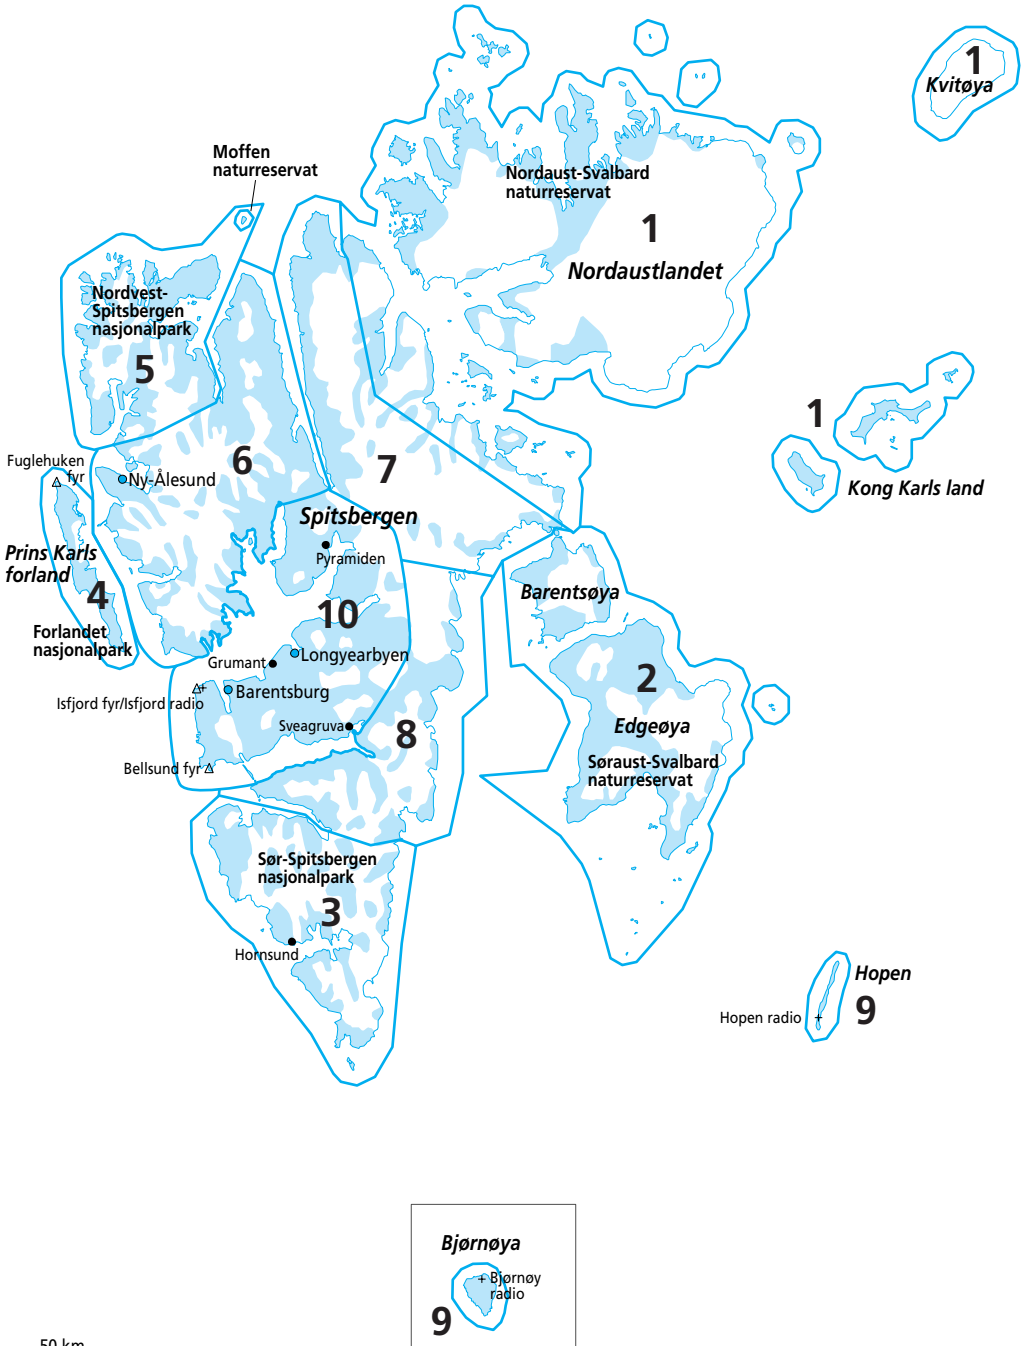 1
Kvitøya
Moffen
naturreservat
Nordaust-Svalbard
naturreservat
1
Nordaustlandet
Nordvest-
Spitsbergen
nasjonalpark
5
1
Kong Karls land
Fuglehuken
fyr
6
7
Ny-Ålesund
Spitsbergen
Prins Karls
forland
4
Forlandet
nasjonalpark
Pyramiden
Barentsøya
10
Grumant
Longyearbyen
Isfjord fyr/Isfjord radio
Barentsburg
2
Edgeøya
Sveagruva
8
Bellsund fyr
Søraust-Svalbard
naturreservat
Sør-Spitsbergen
nasjonalpark
3
Hornsund
Hopen
9
Hopen radio
Bjørnøya
Bjørnøy
radio
9
50 km